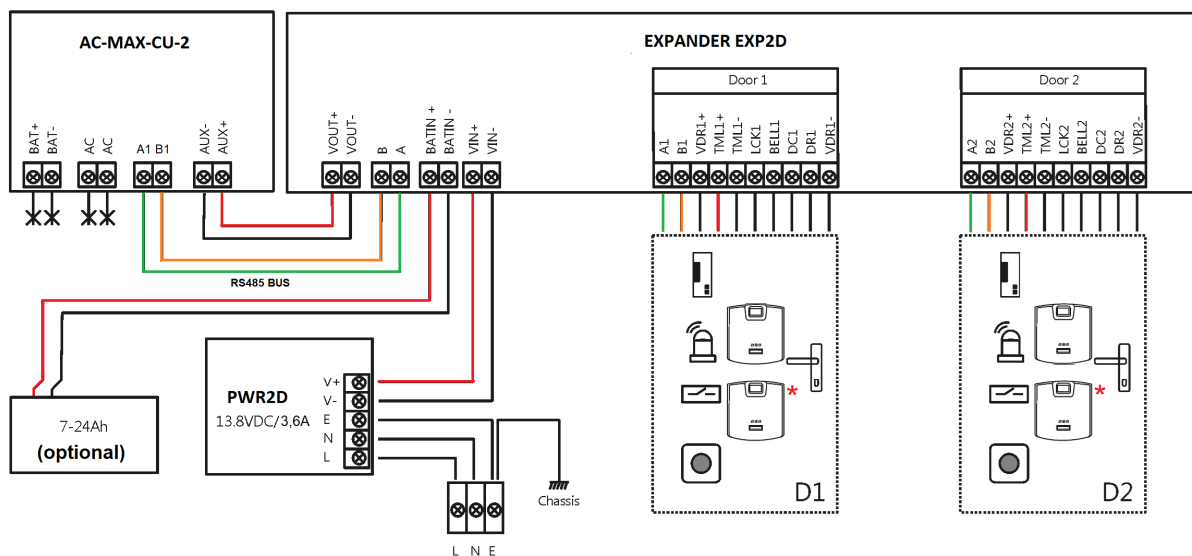 AC-MAX-CU-2
EXPANDER EXP2D
Door 1
Door 2
BAT+
BAT-
AC
AC
A1
B1
AUX-
AUX+
VOUT+
VOUT-
B
A
BATIN +
BATIN -
VIN+
VIN-
A1
B1
VDR1+
TML1+
TML1-
LCK1
BELL1
DC1
DR1
VDR1-
A2
B2
VDR2+
TML2+
TML2-
LCK2
BELL2
DC2
DR2
VDR2-
RS485 BUS
PWR2D
13.8VDC/3,6A
V+
V-
E
N
L
7-24Ah
(optional)
Chassis
L N E
*
*
D1
D2